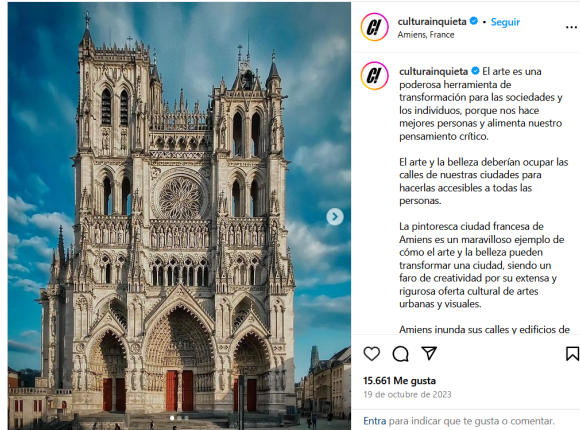 culturainquieta • Seguir
Amiens, France
culturainquieta El arte es una
poderosa herramienta de
transformación para las sociedades y
los individuos, porque nos hace
mejores personas y alimenta nuestro
pensamiento crítico.
El arte y la belleza deberían ocupar las
calles de nuestras ciudades para
hacerlas accesibles a todas las
personas.
La pintoresca ciudad francesa de
Amiens es un maravilloso ejemplo de
cómo el arte y la belleza pueden
transformar una ciudad, siendo un
faro de creatividad por su extensa y
rigurosa oferta cultural de artes
urbanas y visuales.
Amiens inunda sus calles y edificios de
15.661 Me gusta
19 de octubre de 2023
Entra para indicar que te gusta o comentar.
C!
C!